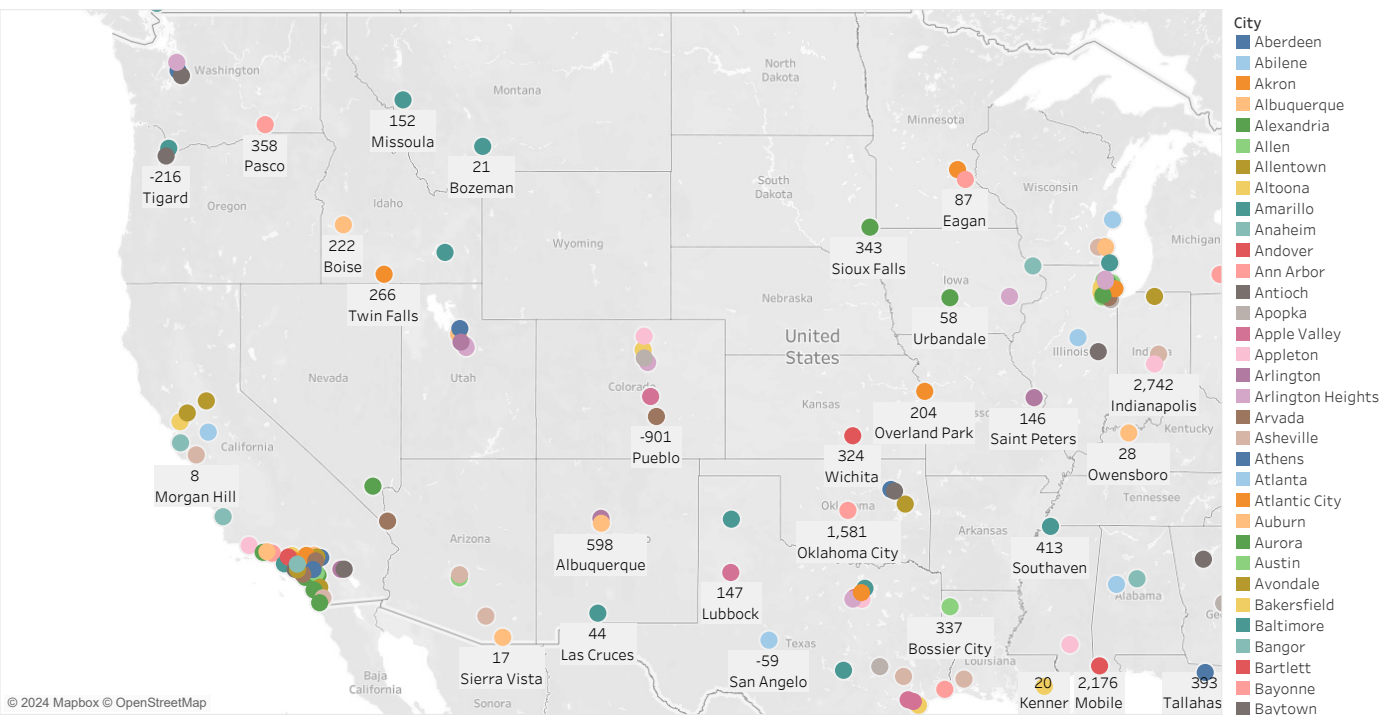 Washington
Montana
North
Dakota
Minnesota
152
Missoula
358
Pasco
21
Bozeman
-216
Tigard
Oregon
Idaho
South
Dakota
Wisconsin
87
Eagan
Michigan
222
Boise
Wyoming
343
Sioux Falls
266
Twin Falls
Nebraska
Iowa
58
Urbandale
United
States
Nevada
Utah
Colorado
Illinois
2,742
Indianapolis
Kansas
204
Overland Park
146
Saint Peters
Kentucky
-901
Pueblo
324
Wichita
28
Owensboro
California
8
Morgan Hill
Tennessee
Arizona
598
Albuquerque
1,581
Oklahoma City
Arkansas
413
Southaven
147
Lubbock
Alabama
44
Las Cruces
337
Bossier City
17
Sierra Vista
Texas
-59
San Angelo
Louisiana
Baja
California
Sonora
20
Kenner
2,176
Mobile
393
Tallahas
© 2024 Mapbox © OpenStreetMap
City
Aberdeen
Abilene
Akron
Albuquerque
Alexandria
Allen
Allentown
Altoona
Amarillo
Anaheim
Andover
Ann Arbor
Antioch
Apopka
Apple Valley
Appleton
Arlington
Arlington Heights
Arvada
Asheville
Athens
Atlanta
Atlantic City
Auburn
Aurora
Austin
Avondale
Bakersfield
Baltimore
Bangor
Bartlett
Bayonne
Baytown